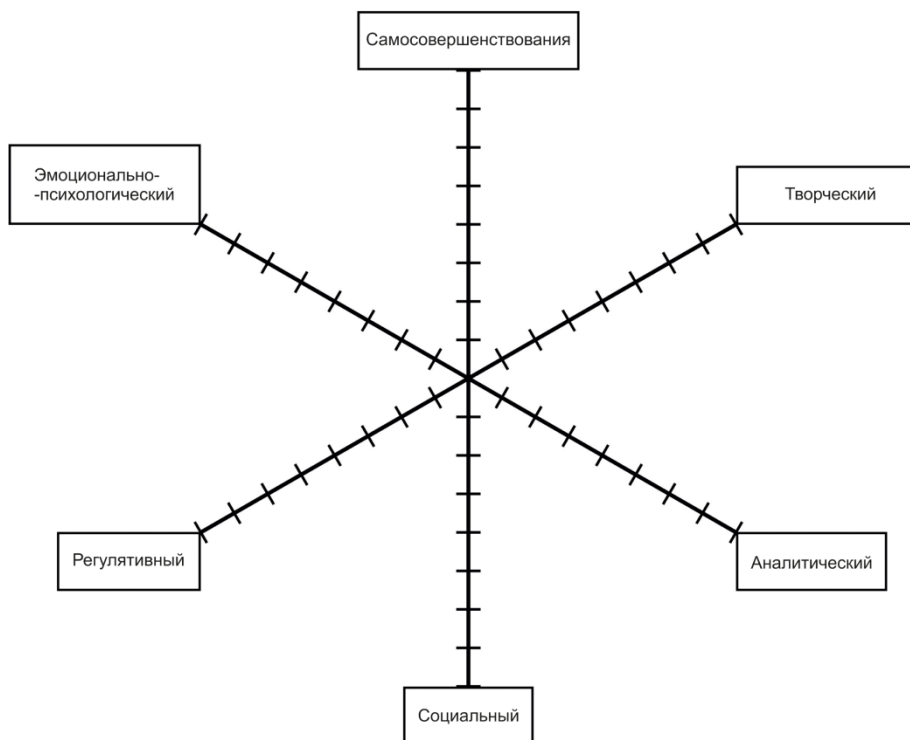 Самосовершенствования
Эмоционально-
-психологический
Творческий
Регулятивный
Аналитический
Социальный